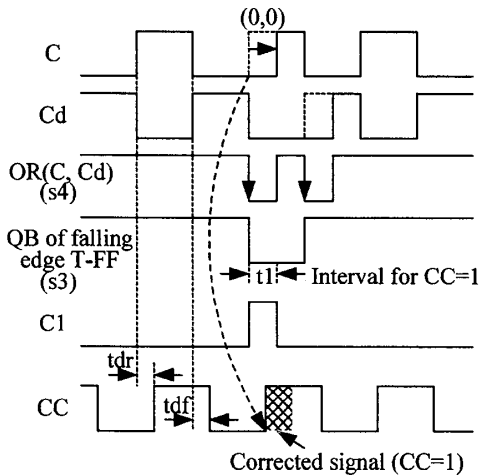 (0,0)
C
Cd
OR(C, Cd)
(s4)
QB of falling
edge T-FF
(s3)
t1
Interval for CC=1
C1
tdr
CC
tdf
Corrected signal (CC=1)